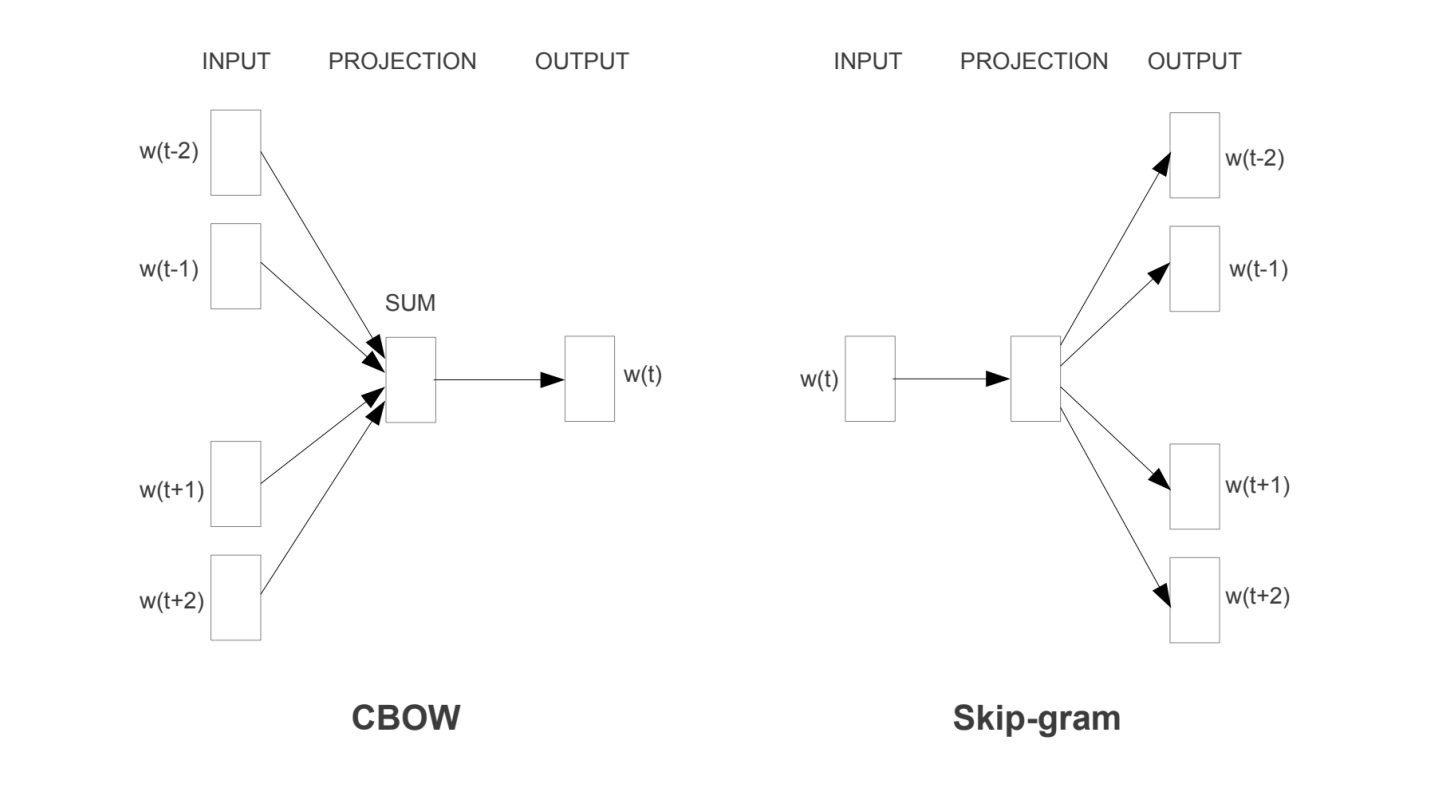 INPUT PROJECTION OUTPUT
w(t-2)
w(t-1)
SUM
w(t)
w(t+1)
w(t+2)
CBOW
INPUT PROJECTION OUTPUT
w(t-2)
w(t-1)
w(t)
w(t+1)
w(t+2)
Skip-gram